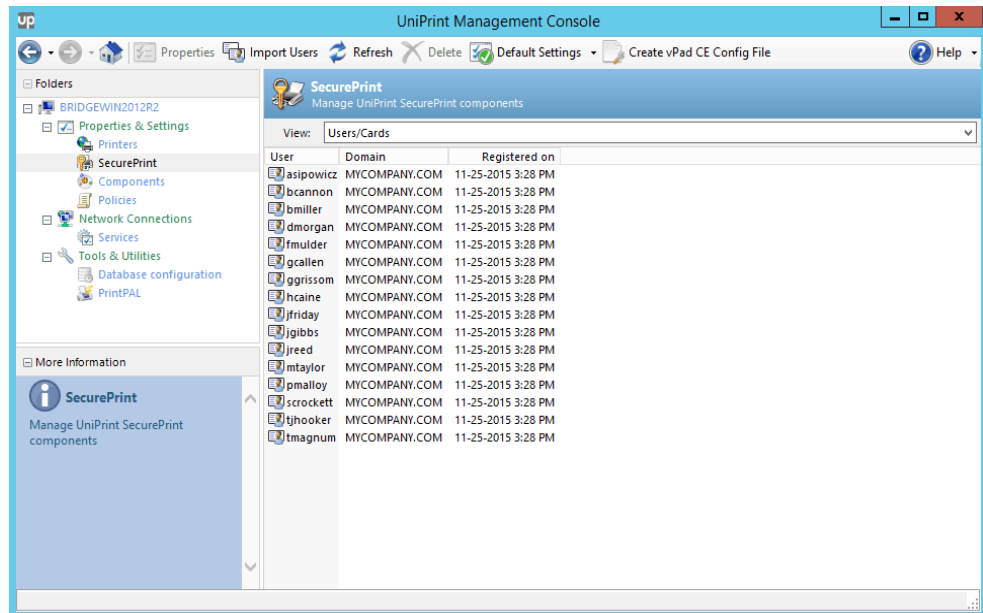 up UniPrint Management Console
Properties Import Users Refresh Delete Default Settings Create vPad CE Config File Help
Folders
BRIDGEWIN2012R2
Properties & Settings
Printers
SecurePrint
Components
Policies
Network Connections
Services
Tools & Utilities
Database configuration
PrintPAL
More Information
SecurePrint
Manage UniPrint SecurePrint
components
SecurePrint
Manage UniPrint SecurePrint components
View: Users/Cards
User Domain Registered on
asipowicz MYCOMPANY.COM 11-25-2015 3:28 PM
bcannon MYCOMPANY.COM 11-25-2015 3:28 PM
bmiller MYCOMPANY.COM 11-25-2015 3:28 PM
dmorgan MYCOMPANY.COM 11-25-2015 3:28 PM
fmulder MYCOMPANY.COM 11-25-2015 3:28 PM
gcallen MYCOMPANY.COM 11-25-2015 3:28 PM
ggrissom MYCOMPANY.COM 11-25-2015 3:28 PM
hcaine MYCOMPANY.COM 11-25-2015 3:28 PM
jfriday MYCOMPANY.COM 11-25-2015 3:28 PM
jgibbs MYCOMPANY.COM 11-25-2015 3:28 PM
jreed MYCOMPANY.COM 11-25-2015 3:28 PM
mtaylor MYCOMPANY.COM 11-25-2015 3:28 PM
pmalloy MYCOMPANY.COM 11-25-2015 3:28 PM
scrockett MYCOMPANY.COM 11-25-2015 3:28 PM
tjhooker MYCOMPANY.COM 11-25-2015 3:28 PM
tmagnum MYCOMPANY.COM 11-25-2015 3:28 PM